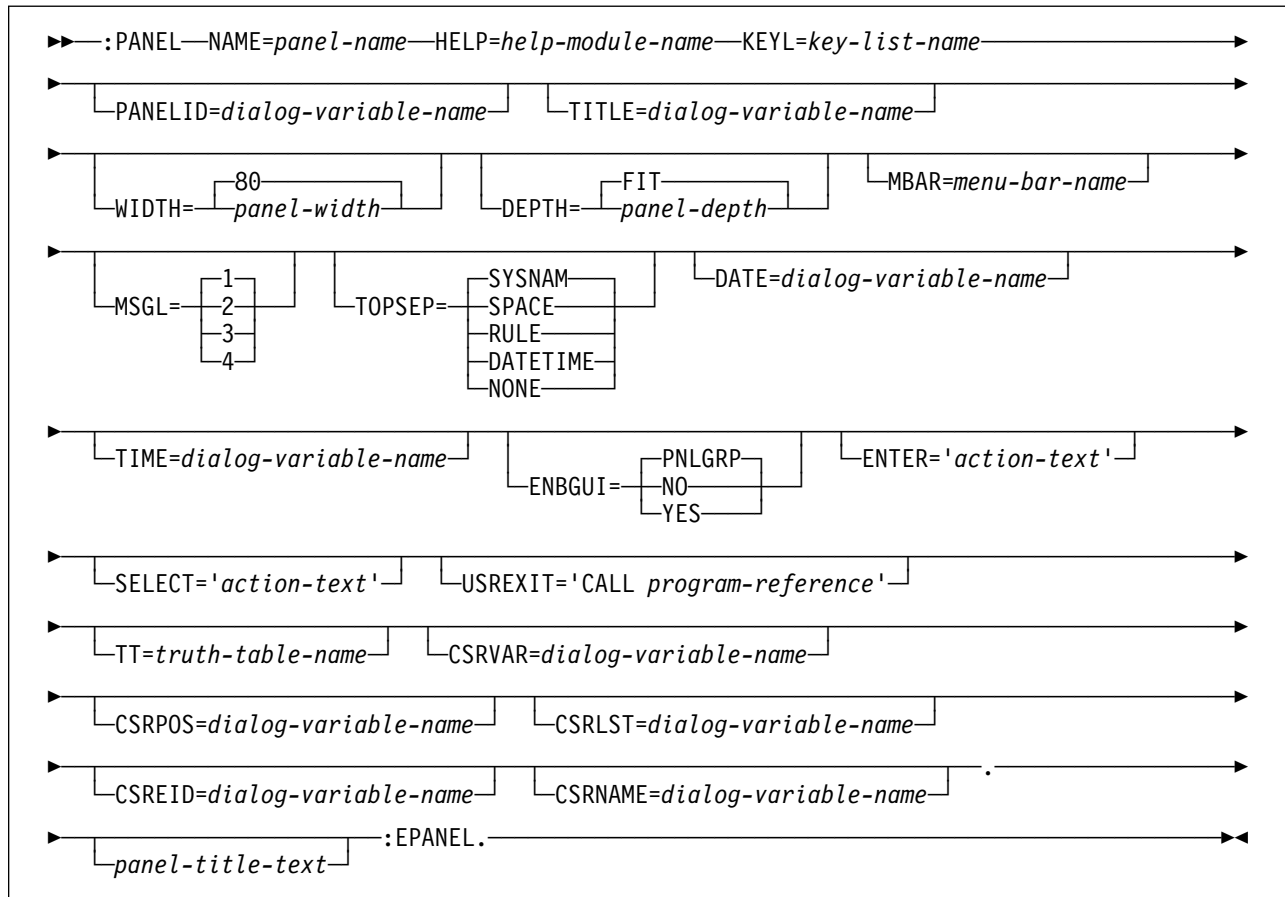 :PANEL NAME=panel-name HELP=help-module-name KEYL=key-list-name
PANELID=dialog-variable-name TITLE=dialog-variable-name
WIDTH= 80 panel-width DEPTH= FIT panel-depth MBAR=menu-bar-name
MSGL= 1 2 3 4 TOPSEP= SYSNAM SPACE RULE DATETIME NONE DATE=dialog-variable-name
TIME=dialog-variable-name ENBGUI= PNLGRP NO YES ENTER='action-text'
SELECT='action-text' USREXIT='CALL program-reference'
TT=truth-table-name CSRVAR=dialog-variable-name
CSRPOS=dialog-variable-name CSRLST=dialog-variable-name
CSREID=dialog-variable-name CSRNAME=dialog-variable-name .
panel-title-text :EPANEL.